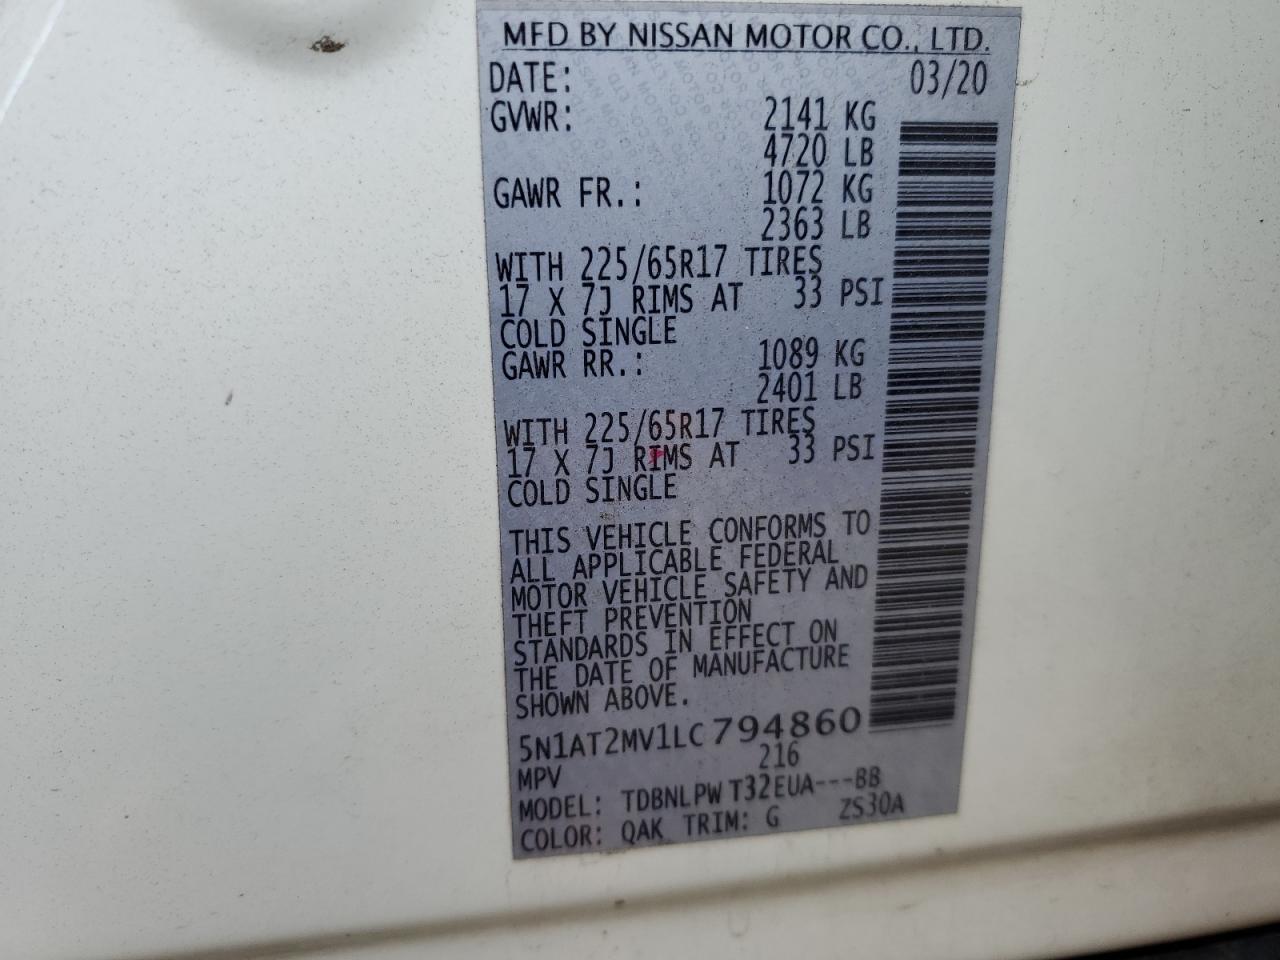 MFD BY NISSAN MOTOR CO., LTD.
DATE: 03/20
GVWR: 2141 KG
4720 LB
GAWR FR.: 1072 KG
2363 LB
WITH 225/65R17 TIRES
17 X 7J RIMS AT 33 PSI
COLD SINGLE
GAWR RR.: 1089 KG
2401 LB
WITH 225/65R17 TIRES
17 X 7J RIMS AT 33 PSI
COLD SINGLE
THIS VEHICLE CONFORMS TO
ALL APPLICABLE FEDERAL
MOTOR VEHICLE SAFETY AND
THEFT PREVENTION
STANDARDS IN EFFECT ON
THE DATE OF MANUFACTURE
SHOWN ABOVE.
5N1AT2MV1LC794860
MPV 216
MODEL: TDBNLPW T32EUA---BB
COLOR: QAK TRIM: G ZS30A